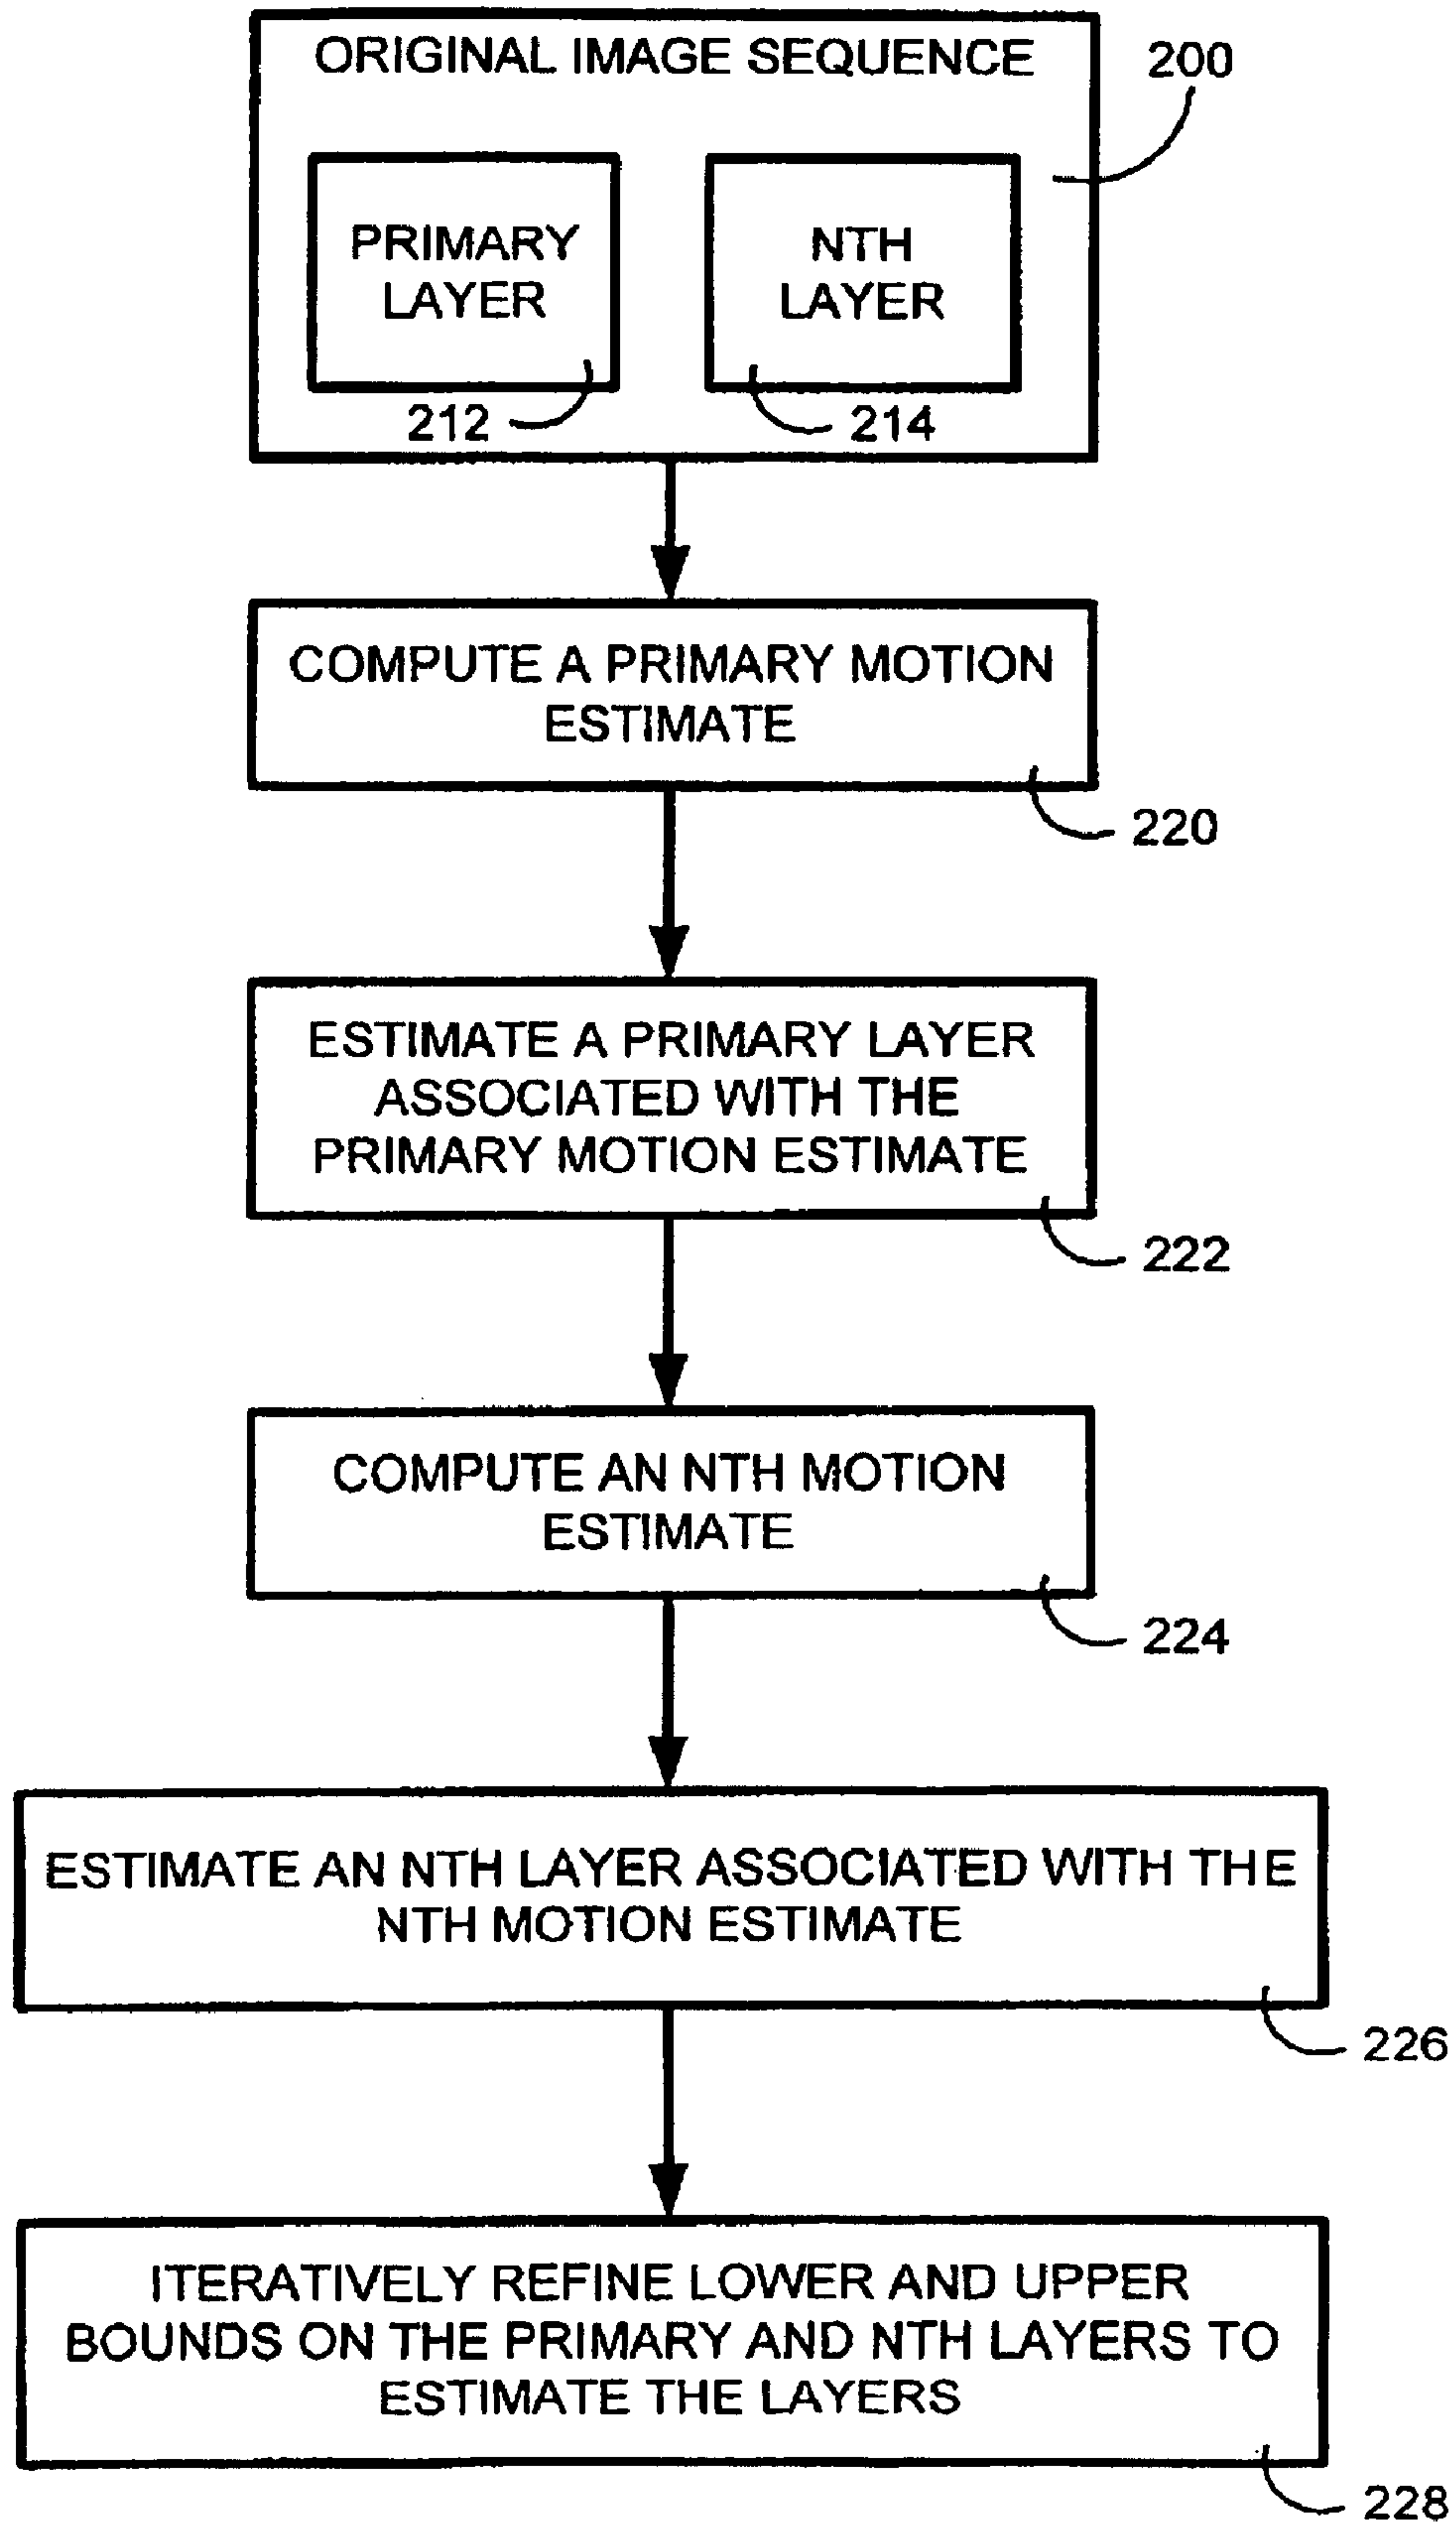 ORIGINAL IMAGE SEQUENCE
200
PRIMARY
LAYER
212
NTH
LAYER
214
COMPUTE A PRIMARY MOTION
ESTIMATE
220
ESTIMATE A PRIMARY LAYER
ASSOCIATED WITH THE
PRIMARY MOTION ESTIMATE
222
COMPUTE AN NTH MOTION
ESTIMATE
224
ESTIMATE AN NTH LAYER ASSOCIATED WITH THE
NTH MOTION ESTIMATE
226
ITERATIVELY REFINE LOWER AND UPPER
BOUNDS ON THE PRIMARY AND NTH LAYERS TO
ESTIMATE THE LAYERS
228